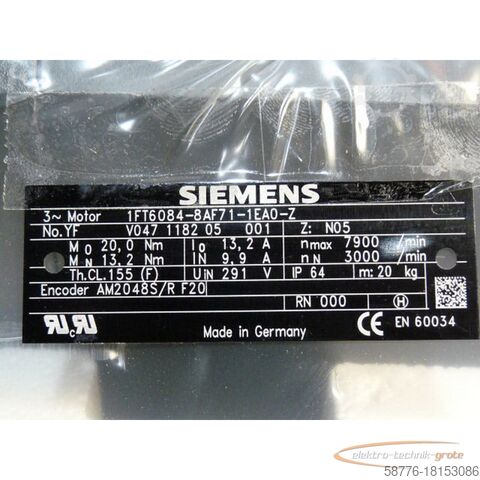 SIEMENS
3~ Motor 1FT6084-8AF71-1EA0-Z
No.YF V047 1182 05 001 Z: N05
M0 20,0 Nm I0 13,2 A nmax 7900 /min
MN 13,2 Nm IN 9,9 A nN 3000 /min
Th.CL.155 (F) UIN 291 V IP 64 m: 20 kg
Encoder AM2048S/R F20
RN 000 H
Made in Germany CE EN 60034
elektro-technik-grote
58776-18153086